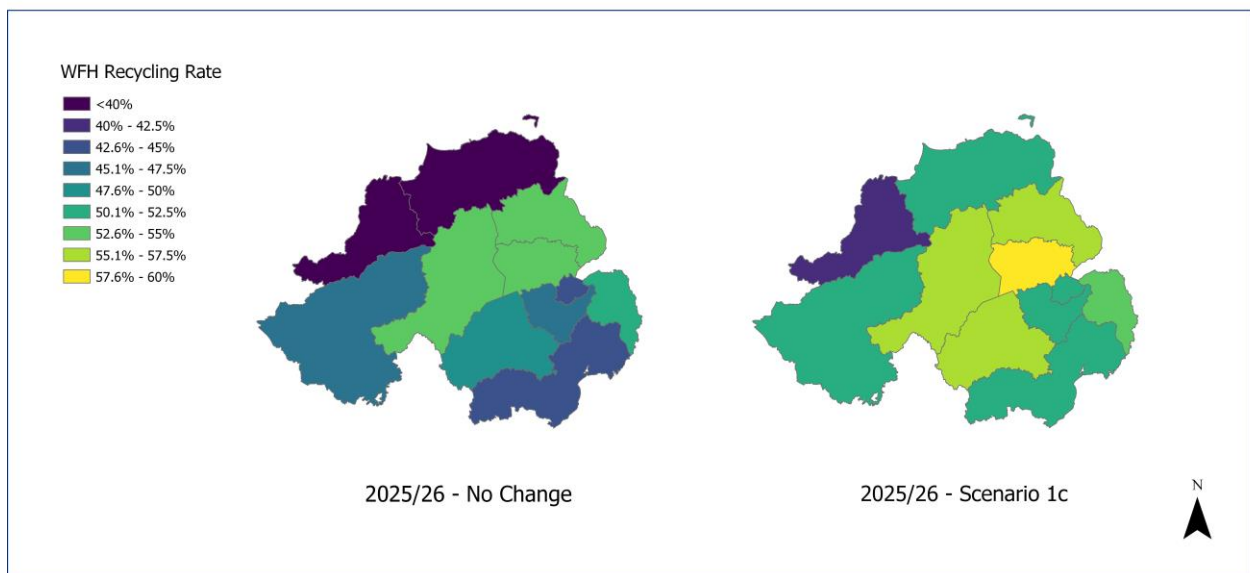 WFH Recycling Rate
<40%
40% - 42.5%
42.6% - 45%
45.1% - 47.5%
47.6% - 50%
50.1% - 52.5%
52.6% - 55%
55.1% - 57.5%
57.6% - 60%
2025/26 - No Change
2025/26 - Scenario 1c
N